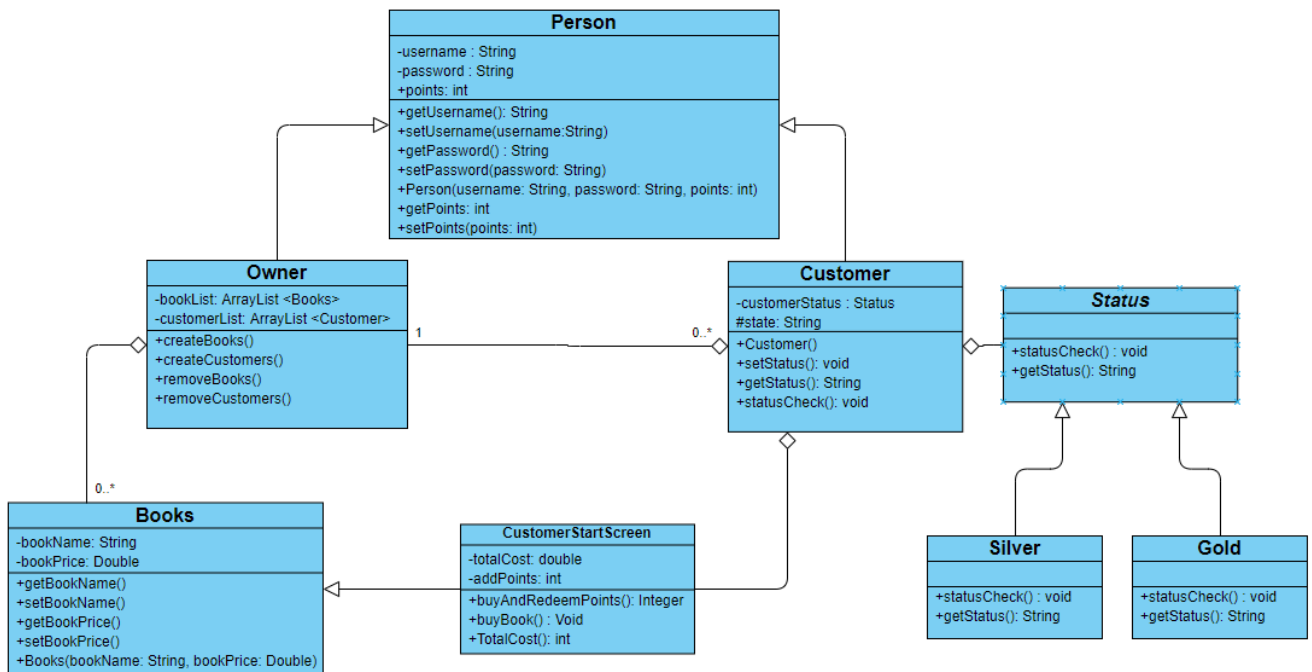 Person
-username : String
-password : String
+points: int
+getUsername(): String
+setUsername(username:String)
+getPassword() : String
+setPassword(password: String)
+Person(username: String, password: String, points: int)
+getPoints: int
+setPoints(points: int)
Owner
-bookList: ArrayList <Books>
-customerList: ArrayList <Customer>
+createBooks()
+createCustomers()
+removeBooks()
+removeCustomers()
1
0..*
Customer
-customerStatus : Status
#state: String
+Customer()
+setStatus(): void
+getStatus(): String
+statusCheck(): void
Status
+statusCheck() : void
+getStatus(): String
0..*
Books
-bookName: String
-bookPrice: Double
+getBookName()
+setBookName()
+getBookPrice()
+setBookPrice()
+Books(bookName: String, bookPrice: Double)
CustomerStartScreen
-totalCost: double
-addPoints: int
+buyAndRedeemPoints(): Integer
+buyBook() : Void
+TotalCost(): int
Silver
+statusCheck() : void
+getStatus(): String
Gold
+statusCheck() : void
+getStatus(): String